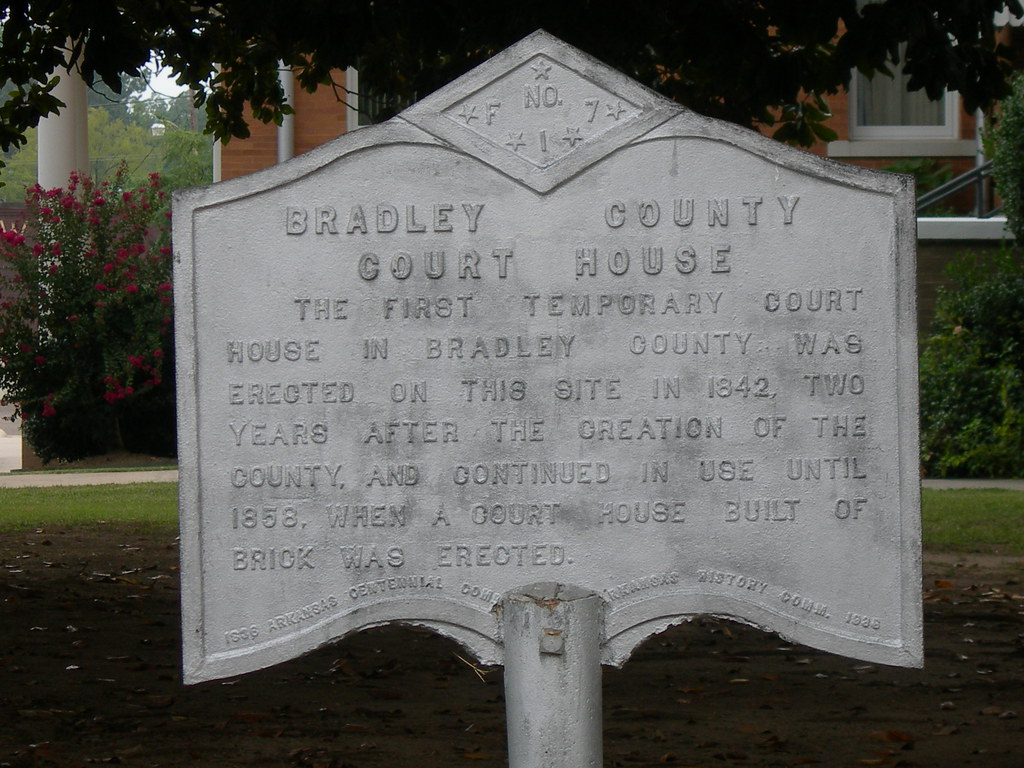 NO.
F 7
1
BRADLEY COUNTY
COURT HOUSE
THE FIRST TEMPORARY COURT
HOUSE IN BRADLEY COUNTY WAS
ERECTED ON THIS SITE IN 1842, TWO
YEARS AFTER THE CREATION OF THE
COUNTY, AND CONTINUED IN USE UNTIL
1858, WHEN A COURT HOUSE BUILT OF
BRICK WAS ERECTED.
1836 ARKANSAS CENTENNIAL COMM. ARKANSAS HISTORY COMM. 1936